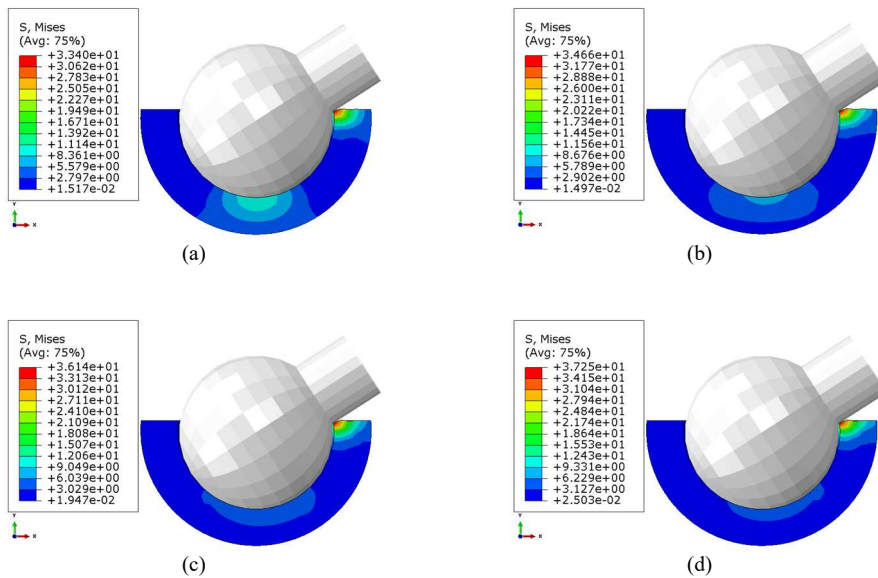 S, Mises
(Avg: 75%)
+3.340e+01
+3.062e+01
+2.783e+01
+2.505e+01
+2.227e+01
+1.949e+01
+1.671e+01
+1.392e+01
+1.114e+01
+8.361e+00
+5.579e+00
+2.797e+00
+1.517e-02
Y
X
(a)
S, Mises
(Avg: 75%)
+3.466e+01
+3.177e+01
+2.888e+01
+2.600e+01
+2.311e+01
+2.022e+01
+1.734e+01
+1.445e+01
+1.156e+01
+8.676e+00
+5.789e+00
+2.902e+00
+1.497e-02
Y
X
(b)
S, Mises
(Avg: 75%)
+3.614e+01
+3.313e+01
+3.012e+01
+2.711e+01
+2.410e+01
+2.109e+01
+1.808e+01
+1.507e+01
+1.206e+01
+9.049e+00
+6.039e+00
+3.029e+00
+1.947e-02
Y
X
(c)
S, Mises
(Avg: 75%)
+3.725e+01
+3.415e+01
+3.104e+01
+2.794e+01
+2.484e+01
+2.174e+01
+1.864e+01
+1.553e+01
+1.243e+01
+9.331e+00
+6.229e+00
+3.127e+00
+2.503e-02
Y
X
(d)